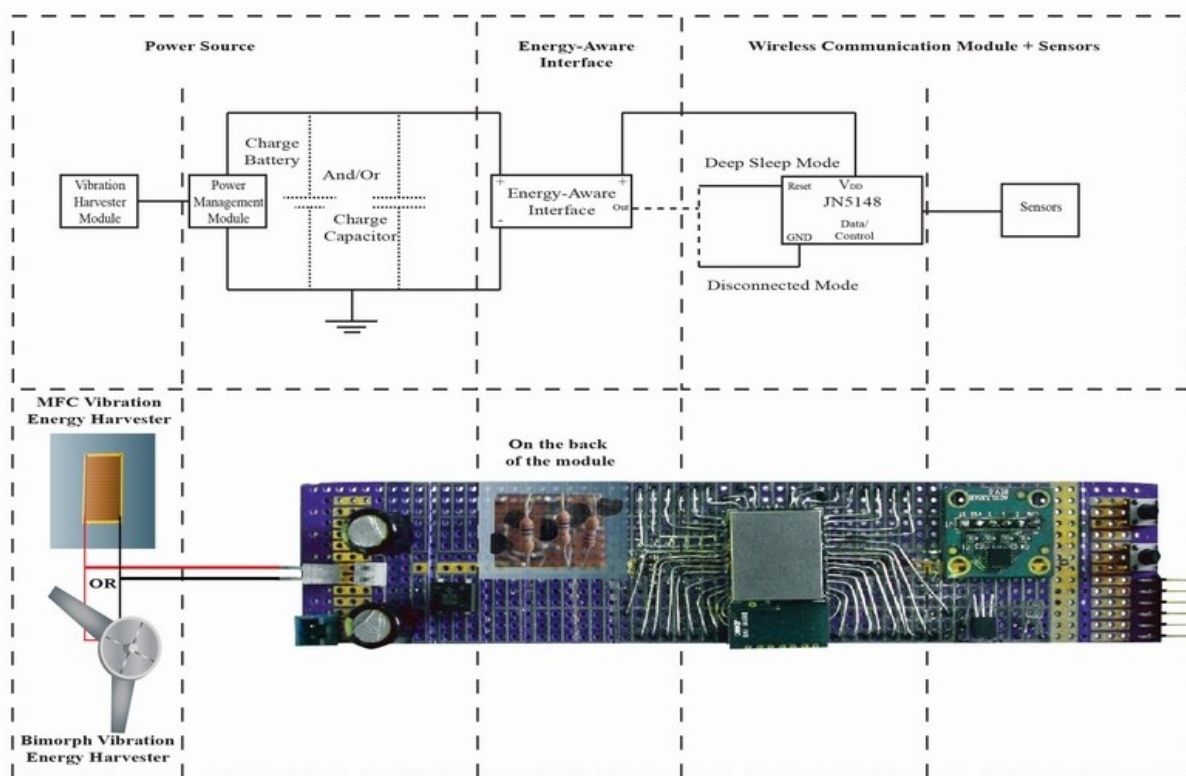 Power Source
Energy-Aware
Interface
Wireless Communication Module + Sensors
Charge
Battery
And/Or
Charge
Capacitor
Vibration
Harvester
Module
Power
Management
Module
+
+
-
Energy-Aware
Interface
Out
Deep Sleep Mode
Reset
VDD
JN5148
Data/
Control
GND
Disconnected Mode
Sensors
MFC Vibration
Energy Harvester
OR
Bimorph Vibration
Energy Harvester
On the back
of the module